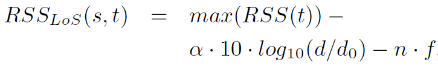 RSS_{LoS}(s, t) = max(RSS(t)) −
α · 10 · log_{10}(d/d_0) − n · f.